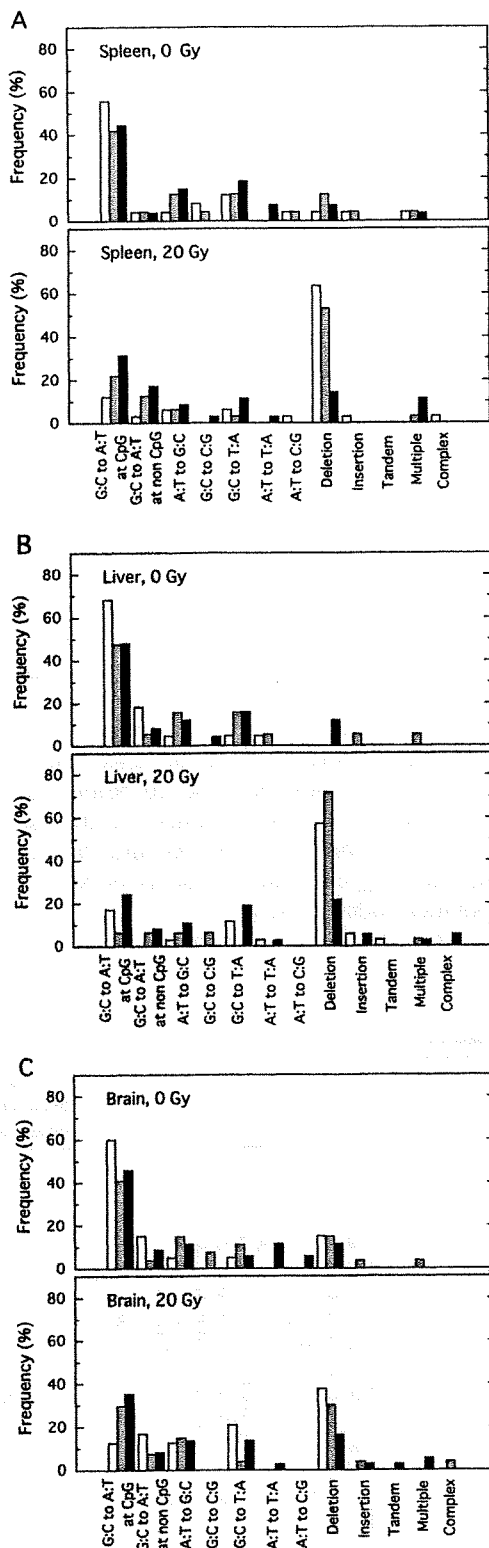 A
Spleen, 0 Gy
Frequency (%)
80
60
40
20
0
Spleen, 20 Gy
Frequency (%)
80
60
40
20
0
G:C to A:T
at CpG
G:C to A:T
at non CpG
A:T to G:C
G:C to C:G
G:C to T:A
A:T to T:A
A:T to C:G
Deletion
Insertion
Tandem
Multiple
Complex
B
Liver, 0 Gy
Frequency (%)
80
60
40
20
0
Liver, 20 Gy
Frequency (%)
80
60
40
20
0
G:C to A:T
at CpG
G:C to A:T
at non CpG
A:T to G:C
G:C to C:G
G:C to T:A
A:T to T:A
A:T to C:G
Deletion
Insertion
Tandem
Multiple
Complex
C
Brain, 0 Gy
Frequency (%)
80
60
40
20
0
Brain, 20 Gy
Frequency (%)
80
60
40
20
0
G:C to A:T
at CpG
G:C to A:T
at non CpG
A:T to G:C
G:C to C:G
G:C to T:A
A:T to T:A
A:T to C:G
Deletion
Insertion
Tandem
Multiple
Complex